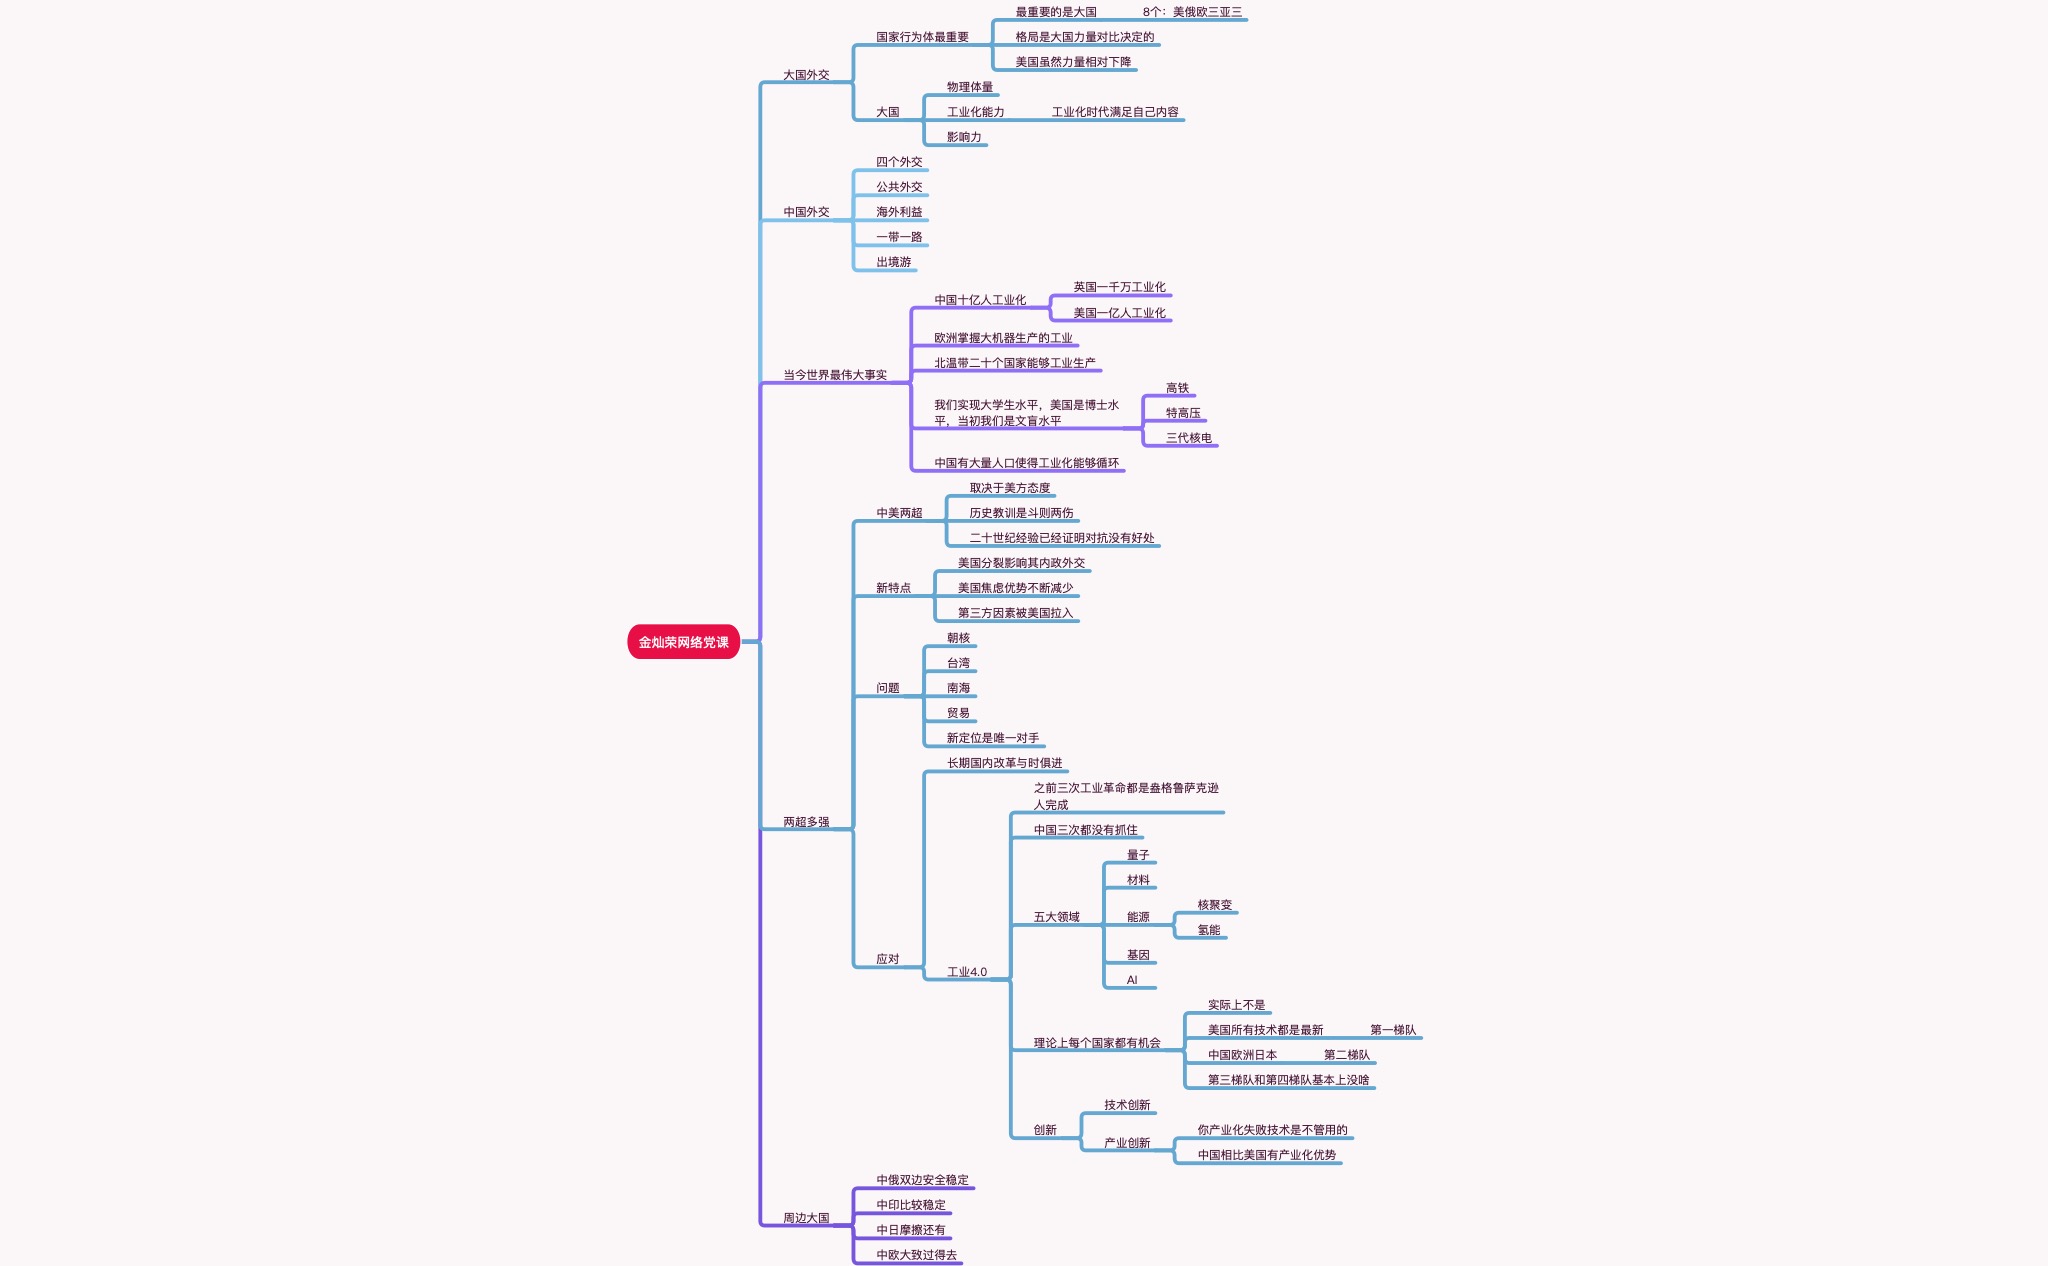 金灿荣网络党课
大国外交
国家行为体最重要
最重要的是大国
8个：美俄欧三亚三
格局是大国力量对比决定的
美国虽然力量相对下降
大国
物理体量
工业化能力
工业化时代满足自己内容
影响力
中国外交
四个外交
公共外交
海外利益
一带一路
出境游
当今世界最伟大事实
中国十亿人工业化
英国一千万工业化
美国一亿人工业化
欧洲掌握大机器生产的工业
北温带二十个国家能够工业生产
我们实现大学生水平，美国是博士水
平，当初我们是文盲水平
高铁
特高压
三代核电
中国有大量人口使得工业化能够循环
两超多强
中美两超
取决于美方态度
历史教训是斗则两伤
二十世纪经验已经证明对抗没有好处
新特点
美国分裂影响其内政外交
美国焦虑优势不断减少
第三方因素被美国拉入
问题
朝核
台湾
南海
贸易
新定位是唯一对手
应对
长期国内改革与时俱进
工业4.0
之前三次工业革命都是盎格鲁萨克逊
人完成
中国三次都没有抓住
五大领域
量子
材料
能源
核聚变
氢能
基因
AI
理论上每个国家都有机会
实际上不是
美国所有技术都是最新
第一梯队
中国欧洲日本
第二梯队
第三梯队和第四梯队基本上没啥
创新
技术创新
产业创新
你产业化失败技术是不管用的
中国相比美国有产业化优势
周边大国
中俄双边安全稳定
中印比较稳定
中日摩擦还有
中欧大致过得去